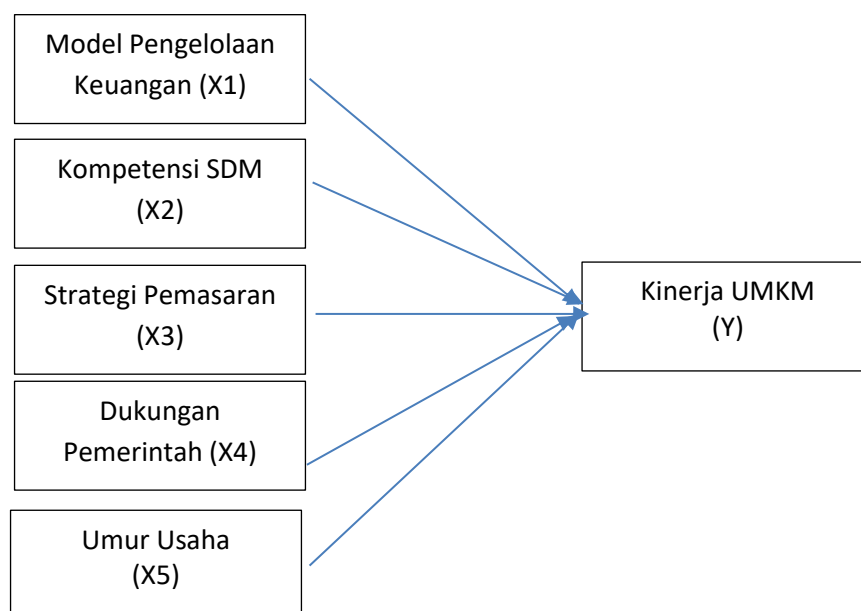 Model Pengelolaan
Keuangan (X1)
Kompetensi SDM
(X2)
Strategi Pemasaran
(X3)
Dukungan
Pemerintah (X4)
Umur Usaha
(X5)
Kinerja UMKM
(Y)